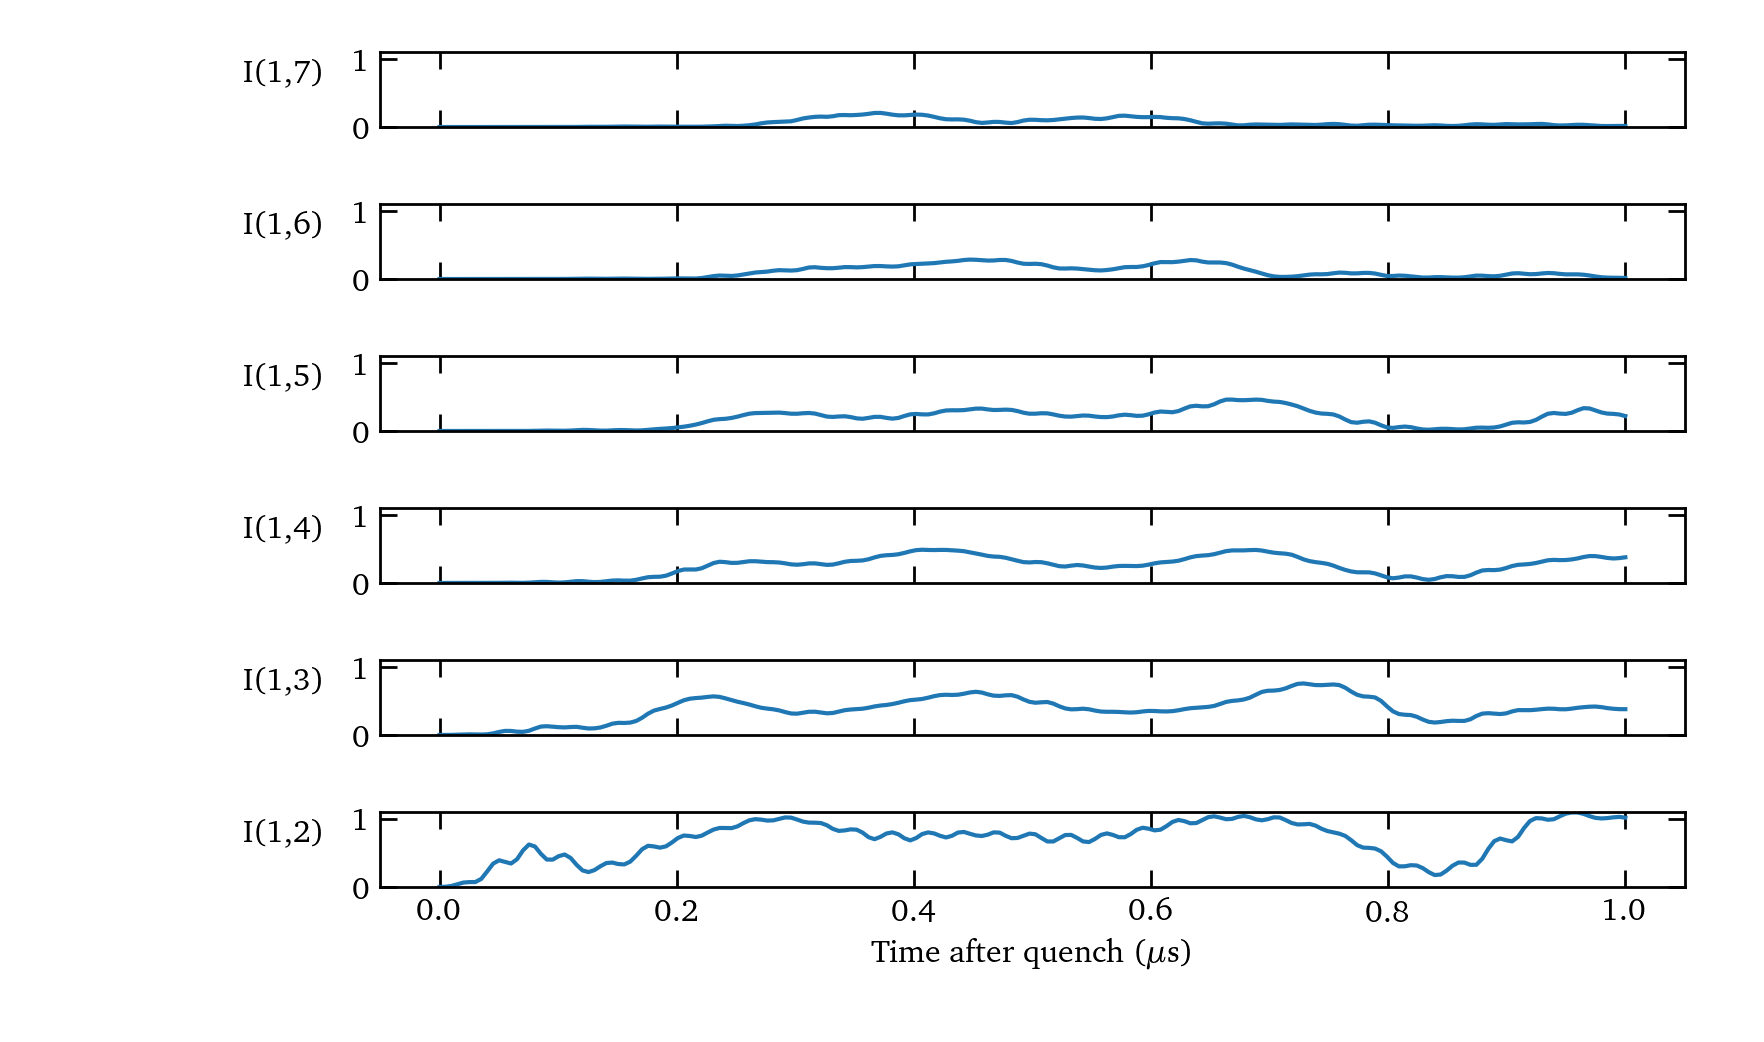 I(1,7) 1
0
I(1,6) 1
0
I(1,5) 1
0
I(1,4) 1
0
I(1,3) 1
0
I(1,2) 1
0
0.0 0.2 0.4 0.6 0.8 1.0
Time after quench (μs)